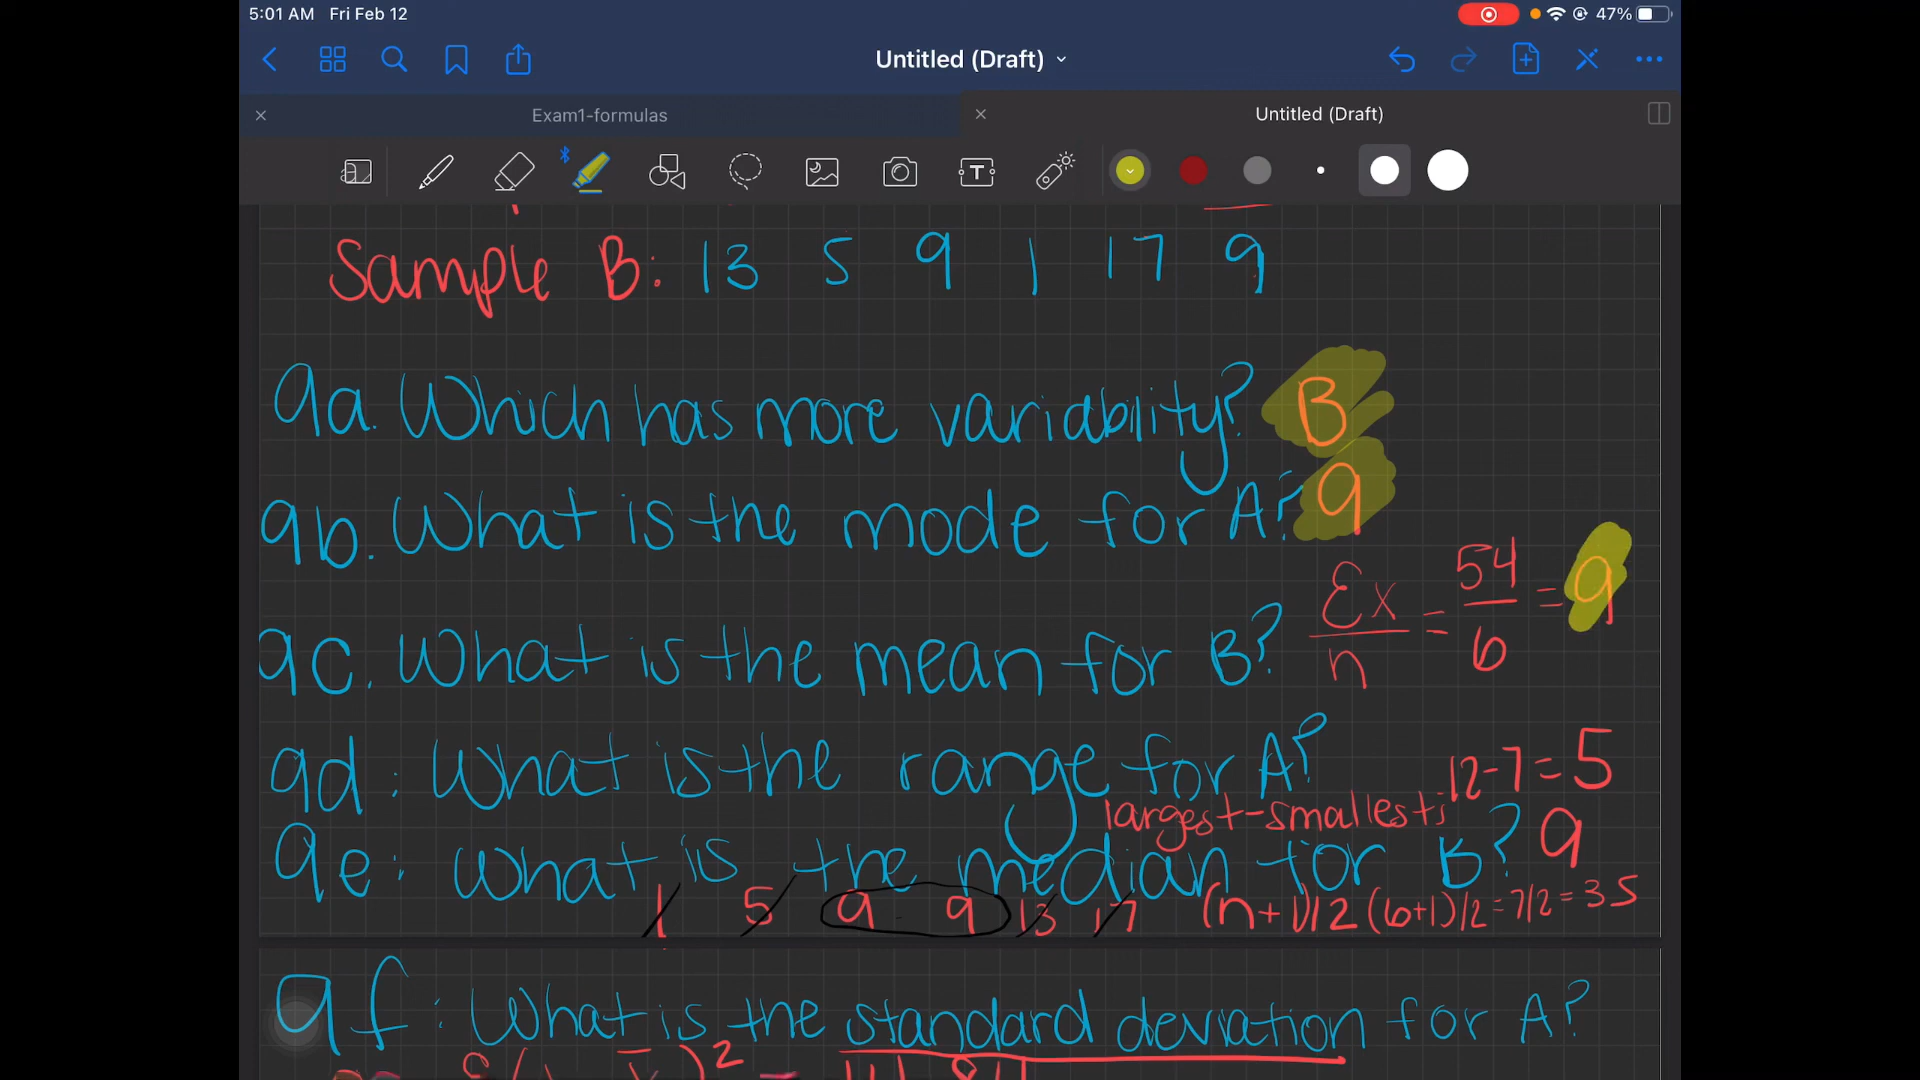 5:01 AM Fri Feb 12
47%
Untitled (Draft)
Exam1-formulas
Untitled (Draft)
T
Sample B: 13 5 9 1 17 9
9a. Which has more variability? B
9b. What is the mode for A? 9
Σx/n = 54/6 = 9
9c. What is the mean for B?
9d: What is the range for A? 12-7=5
largest-smallest
9e: What is the median for B? 9
1 5 9 9 13 17 (n+1)/2 (6+1)/2=7/2=3.5
9f: What is the standard deviation for A?